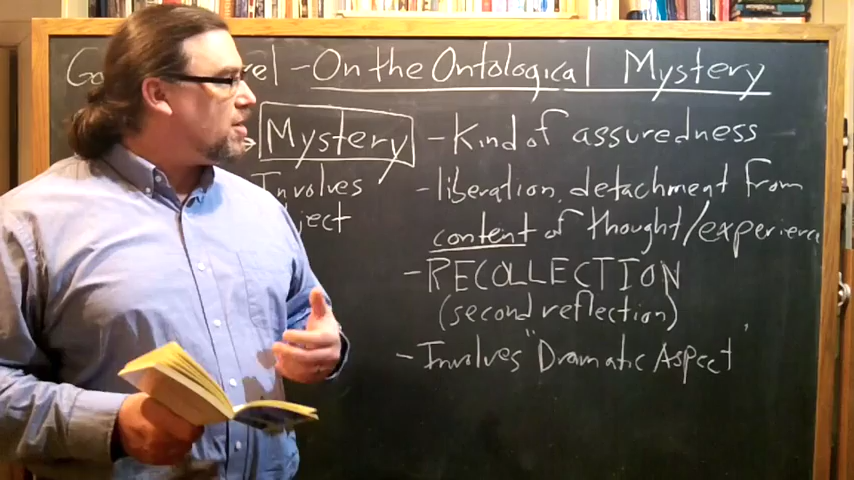 – On the Ontological Mystery
Mystery – Kind of assuredness
Involves – liberation, detachment from
content of thought/experience
– RECOLLECTION
(second reflection)
– Involves "Dramatic Aspect"